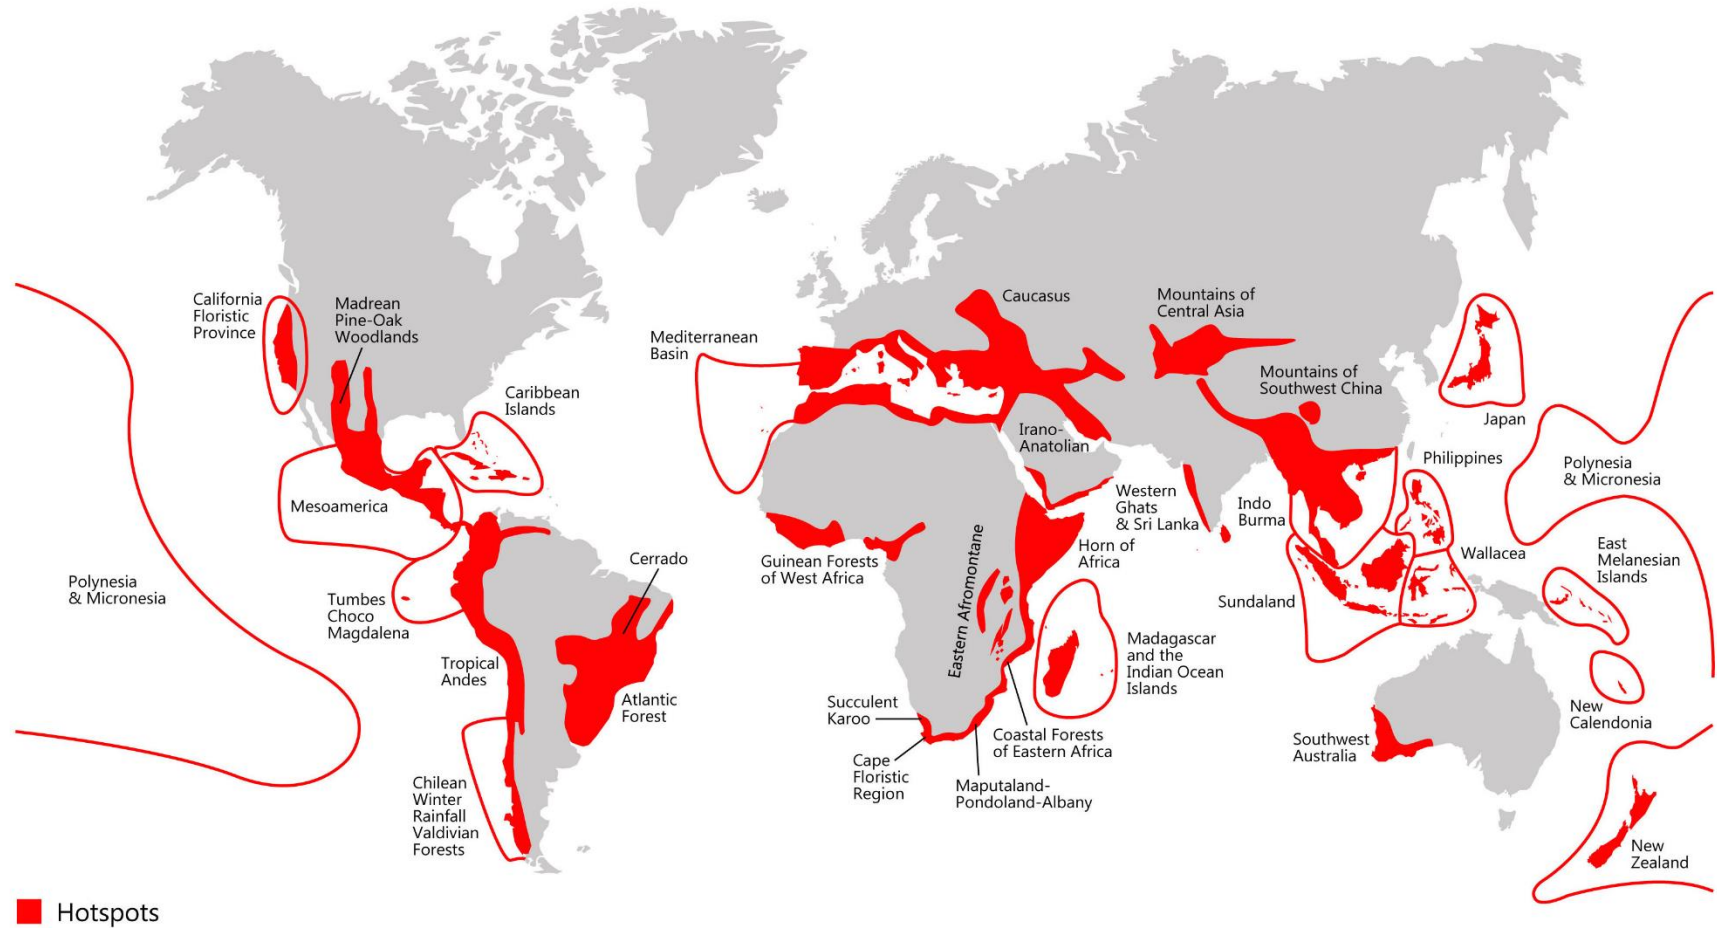 California
Floristic
Province
Madrean
Pine-Oak
Woodlands
Caribbean
Islands
Mesoamerica
Polynesia
& Micronesia
Tumbes
Choco
Magdalena
Tropical
Andes
Cerrado
Atlantic
Forest
Chilean
Winter
Rainfall
Valdivian
Forests
Mediterranean
Basin
Caucasus
Irano-
Anatolian
Mountains of
Central Asia
Mountains of
Southwest China
Japan
Philippines
Polynesia
& Micronesia
Western
Ghats
& Sri Lanka
Indo
Burma
Guinean Forests
of West Africa
Eastern Afromontane
Horn of
Africa
Wallacea
East
Melanesian
Islands
Sundaland
Madagascar
and the
Indian Ocean
Islands
Succulent
Karoo
Cape
Floristic
Region
Coastal Forests
of Eastern Africa
Maputaland-
Pondoland-Albany
Southwest
Australia
New
Calendonia
New
Zealand
Hotspots